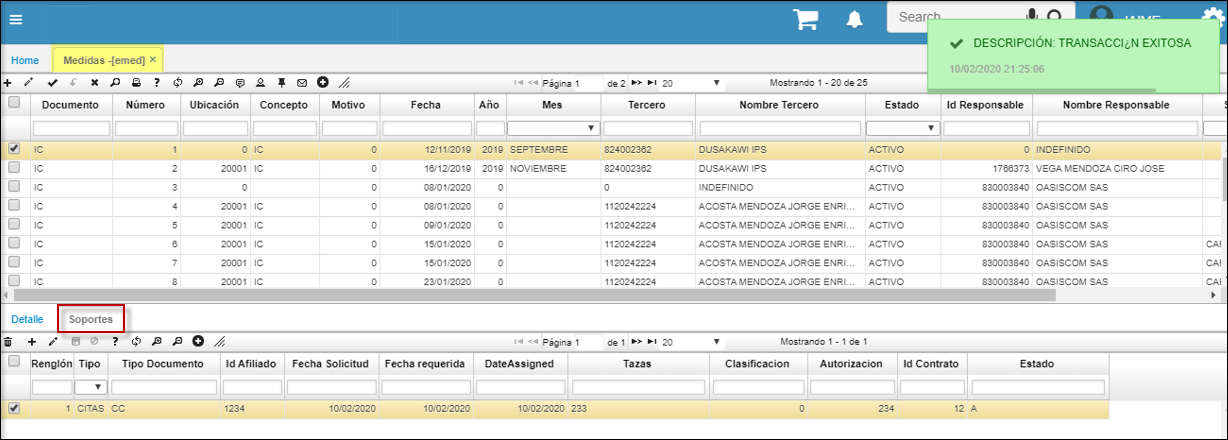 Search
JAIME
DESCRIPCIÓN: TRANSACCI¿N EXITOSA
10/02/2020 21:25:06
Home Medidas -[emed] ×
Página 1 de 2 20 Mostrando 1 - 20 de 25
Documento Número Ubicación Concepto Motivo Fecha Año Mes Tercero Nombre Tercero Estado Id Responsable Nombre Responsable S
IC 1 0 IC 0 12/11/2019 2019 SEPTEMBRE 824002362 DUSAKAWI IPS ACTIVO 0 INDEFINIDO
IC 2 20001 IC 0 16/12/2019 2019 NOVIEMBRE 824002362 DUSAKAWI IPS ACTIVO 1766373 VEGA MENDOZA CIRO JOSE
IC 3 0 0 08/01/2020 0 0 INDEFINIDO ACTIVO 830003840 OASISCOM SAS
IC 4 20001 IC 0 08/01/2020 0 1120242224 ACOSTA MENDOZA JORGE ENRI... ACTIVO 830003840 OASISCOM SAS
IC 5 20001 IC 0 09/01/2020 0 1120242224 ACOSTA MENDOZA JORGE ENRI... ACTIVO 830003840 OASISCOM SAS
IC 6 20001 IC 0 15/01/2020 0 1120242224 ACOSTA MENDOZA JORGE ENRI... ACTIVO 830003840 OASISCOM SAS CAI
IC 7 20001 IC 0 15/01/2020 0 1120242224 ACOSTA MENDOZA JORGE ENRI... ACTIVO 830003840 OASISCOM SAS CAI
IC 8 20001 IC 0 23/01/2020 0 1120242224 ACOSTA MENDOZA JORGE ENRI... ACTIVO 830003840 OASISCOM SAS CAI
Detalle Soportes
Página 1 de 1 20 Mostrando 1 - 1 de 1
Renglón Tipo Tipo Documento Id Afiliado Fecha Solicitud Fecha requerida DateAssigned Tazas Clasificacion Autorizacion Id Contrato Estado
1 CITAS CC 1234 10/02/2020 10/02/2020 10/02/2020 233 0 234 12 A